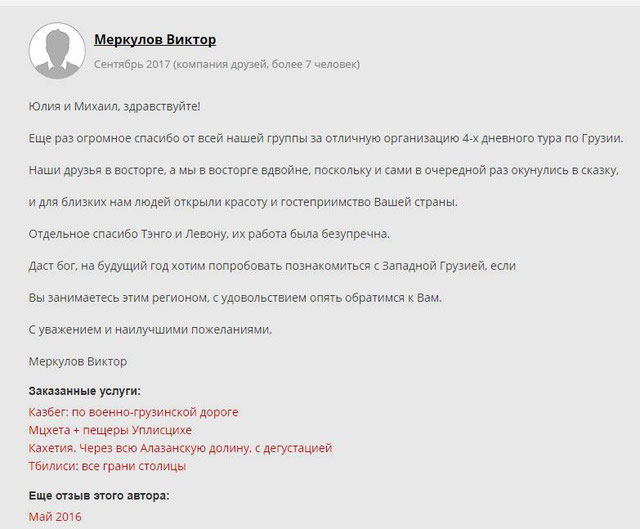 Меркулов Виктор
Сентябрь 2017 (компания друзей, более 7 человек)
Юлия и Михаил, здравствуйте!
Еще раз огромное спасибо от всей нашей группы за отличную организацию 4-х дневного тура по Грузии.
Наши друзья в восторге, а мы в восторге вдвойне, поскольку и сами в очередной раз окунулись в сказку,
и для близких нам людей открыли красоту и гостеприимство Вашей страны.
Отдельное спасибо Тэнго и Левону, их работа была безупречна.
Даст бог, на будущий год хотим попробовать познакомиться с Западной Грузией, если
Вы занимаетесь этим регионом, с удовольствием опять обратимся к Вам.
С уважением и наилучшими пожеланиями,
Меркулов Виктор
Заказанные услуги:
Казбег: по военно-грузинской дороге
Мцхета + пещеры Уплисцихе
Кахетия. Через всю Алазанскую долину, с дегустацией
Тбилиси: все грани столицы
Еще отзыв этого автора:
Май 2016